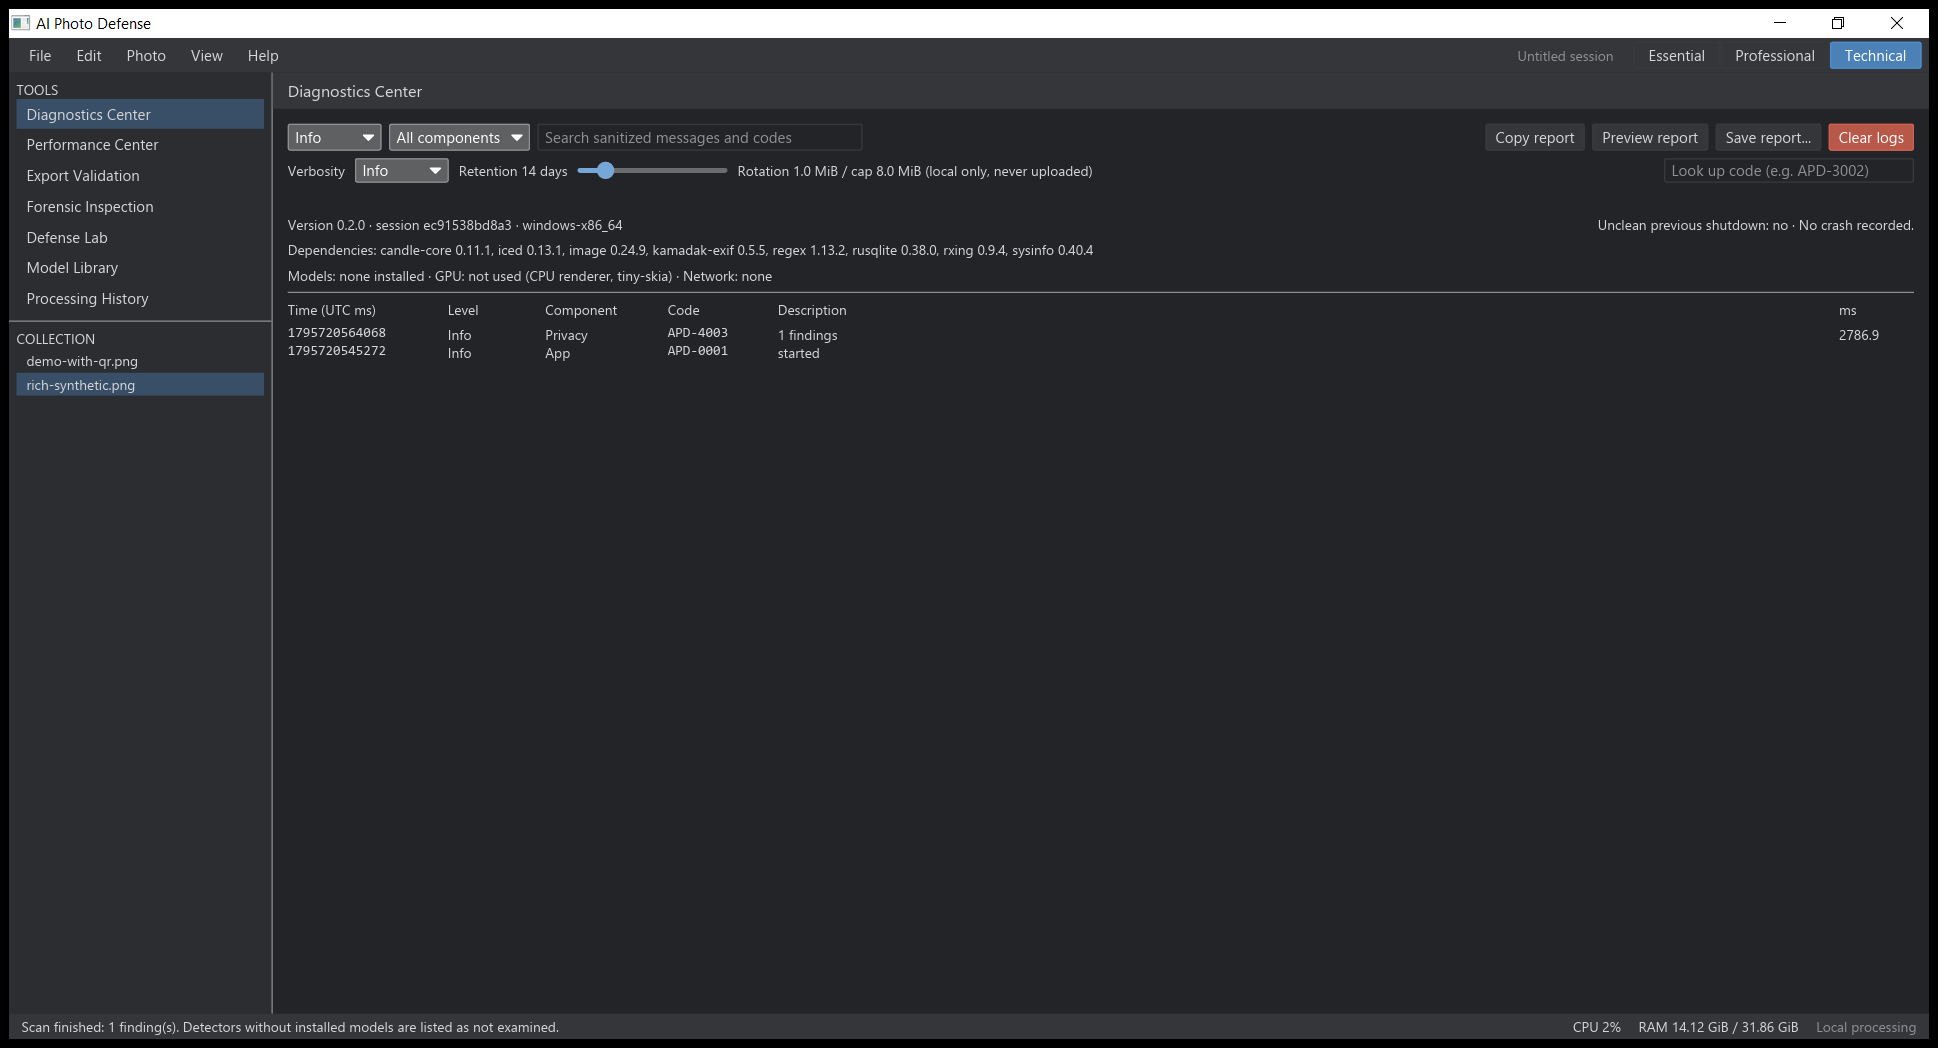 AI Photo Defense
File Edit Photo View Help Untitled session Essential Professional Technical
TOOLS
Diagnostics Center
Performance Center
Export Validation
Forensic Inspection
Defense Lab
Model Library
Processing History
COLLECTION
demo-with-qr.png
rich-synthetic.png
Diagnostics Center
Info All components Search sanitized messages and codes Copy report Preview report Save report... Clear logs
Verbosity Info Retention 14 days Rotation 1.0 MiB / cap 8.0 MiB (local only, never uploaded) Look up code (e.g. APD-3002)
Version 0.2.0 · session ec91538bd8a3 · windows-x86_64 Unclean previous shutdown: no · No crash recorded.
Dependencies: candle-core 0.11.1, iced 0.13.1, image 0.24.9, kamadak-exif 0.5.5, regex 1.13.2, rusqlite 0.38.0, rxing 0.9.4, sysinfo 0.40.4
Models: none installed · GPU: not used (CPU renderer, tiny-skia) · Network: none
Time (UTC ms) Level Component Code Description ms
1795720564068 Info Privacy APD-4003 1 findings 2786.9
1795720545272 Info App APD-0001 started
Scan finished: 1 finding(s). Detectors without installed models are listed as not examined. CPU 2% RAM 14.12 GiB / 31.86 GiB Local processing